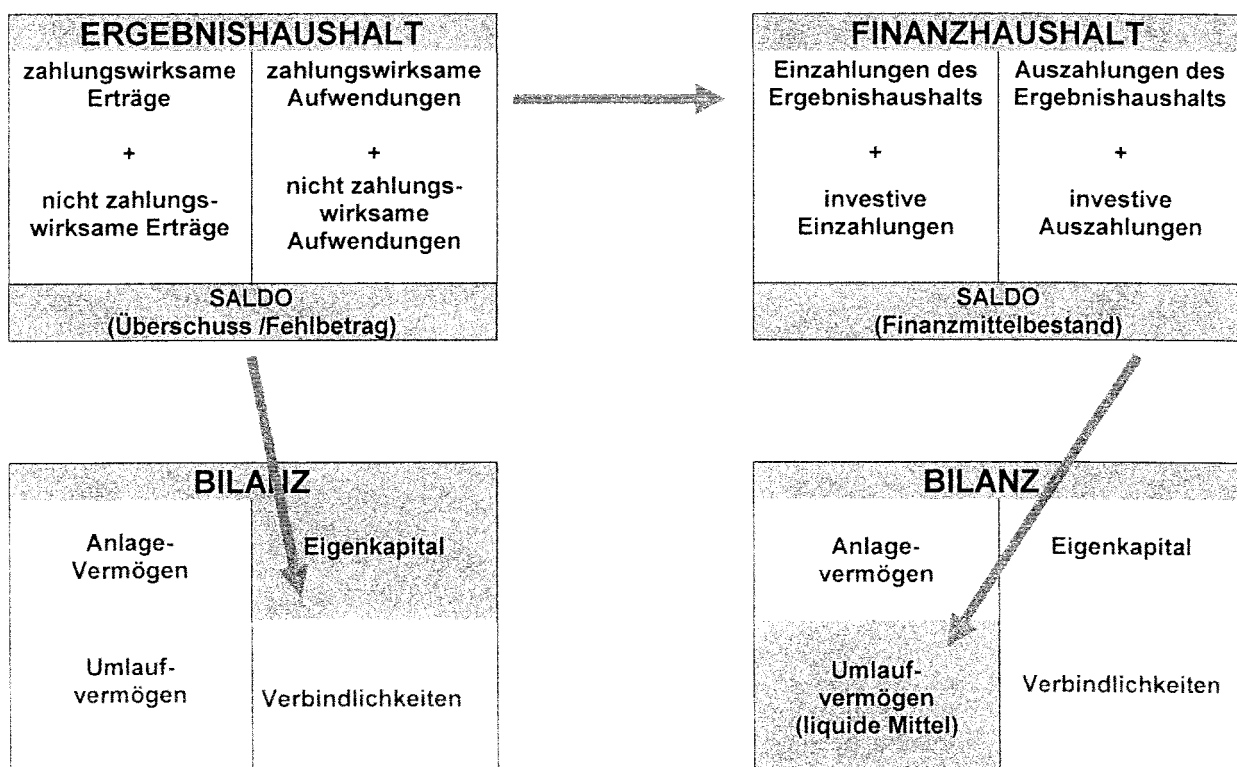 ERGEBNISHAUSHALT
zahlungswirksame
Erträge
+
nicht zahlungs-
wirksame Erträge
zahlungswirksame
Aufwendungen
+
nicht zahlungs-
wirksame
Aufwendungen
SALDO
(Überschuss /Fehlbetrag)
FINANZHAUSHALT
Einzahlungen des
Ergebnishaushalts
+
investive
Einzahlungen
Auszahlungen des
Ergebnishaushalts
+
investive
Auszahlungen
SALDO
(Finanzmittelbestand)
BILANZ
Anlage-
Vermögen
Eigenkapital
Umlauf-
vermögen
Verbindlichkeiten
BILANZ
Anlage-
vermögen
Eigenkapital
Umlauf-
vermögen
(liquide Mittel)
Verbindlichkeiten